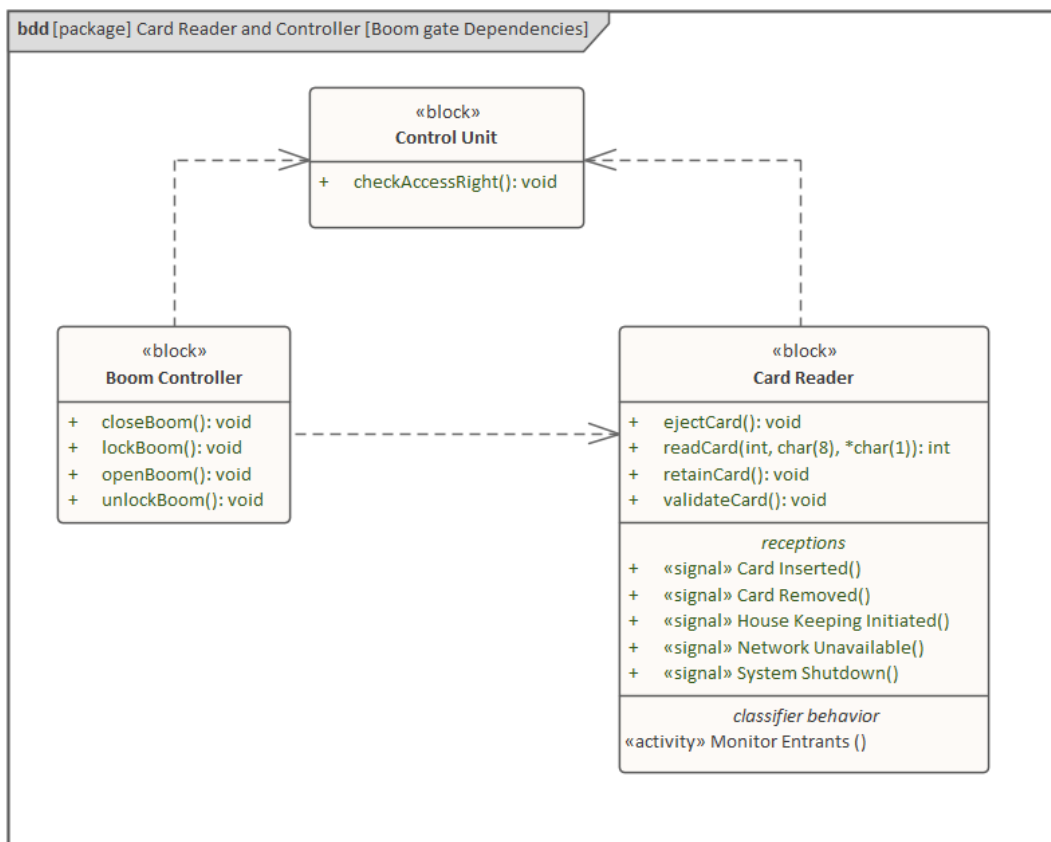 bdd [package] Card Reader and Controller [Boom gate Dependencies]
«block»
Control Unit
+ checkAccessRight(): void
«block»
Boom Controller
+ closeBoom(): void
+ lockBoom(): void
+ openBoom(): void
+ unlockBoom(): void
«block»
Card Reader
+ ejectCard(): void
+ readCard(int, char(8), *char(1)): int
+ retainCard(): void
+ validateCard(): void
receptions
+ «signal» Card Inserted()
+ «signal» Card Removed()
+ «signal» House Keeping Initiated()
+ «signal» Network Unavailable()
+ «signal» System Shutdown()
classifier behavior
«activity» Monitor Entrants ()